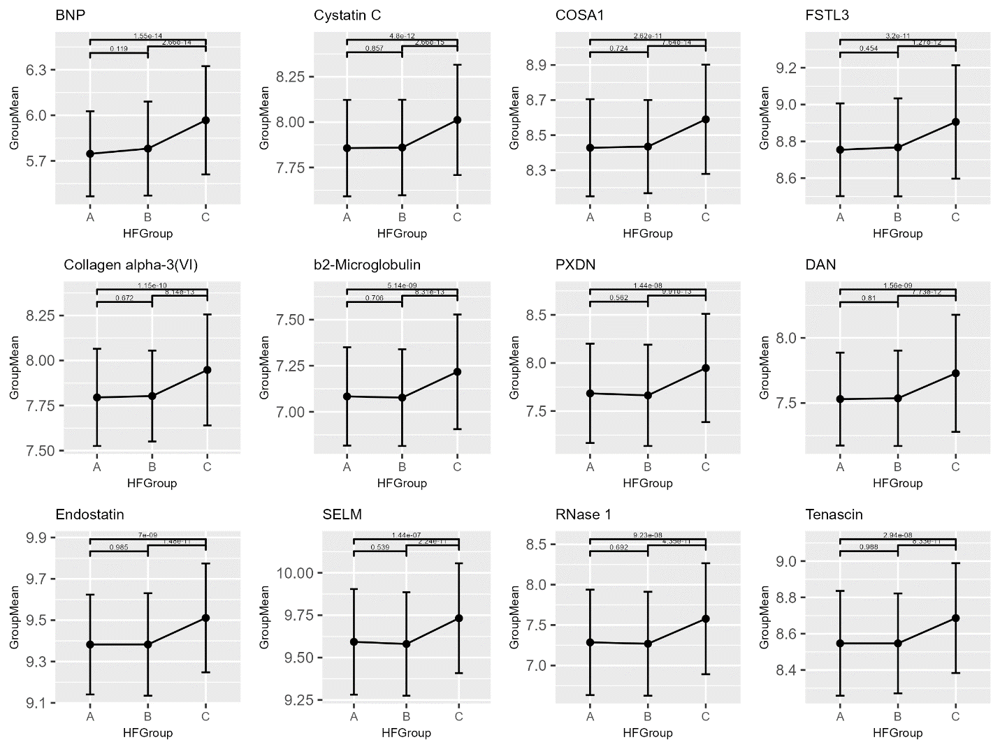 BNP
1.55e-14
2.66e-14
0.119
6.3
6.0
5.7
GroupMean
A B C
HFGroup
Cystatin C
4.8e-12
2.66e-15
0.857
8.25
8.00
7.75
GroupMean
A B C
HFGroup
COSA1
2.62e-11
7.64e-14
0.724
8.9
8.7
8.5
8.3
GroupMean
A B C
HFGroup
FSTL3
3.2e-11
1.27e-12
0.454
9.2
9.0
8.8
8.6
GroupMean
A B C
HFGroup
Collagen alpha-3(VI)
1.15e-10
8.14e-13
0.672
8.25
8.00
7.75
7.50
GroupMean
A B C
HFGroup
b2-Microglobulin
5.14e-09
8.31e-13
0.706
7.50
7.25
7.00
GroupMean
A B C
HFGroup
PXDN
1.44e-08
9.91e-13
0.562
8.5
8.0
7.5
GroupMean
A B C
HFGroup
DAN
1.56e-09
7.73e-12
0.81
8.0
7.5
GroupMean
A B C
HFGroup
Endostatin
7e-09
1.48e-11
0.985
9.9
9.7
9.5
9.3
9.1
GroupMean
A B C
HFGroup
SELM
1.44e-07
2.24e-11
0.539
10.00
9.75
9.50
9.25
GroupMean
A B C
HFGroup
RNase 1
9.23e-08
4.35e-11
0.692
8.5
8.0
7.5
7.0
GroupMean
A B C
HFGroup
Tenascin
2.94e-08
8.33e-11
0.988
9.0
8.8
8.6
8.4
GroupMean
A B C
HFGroup